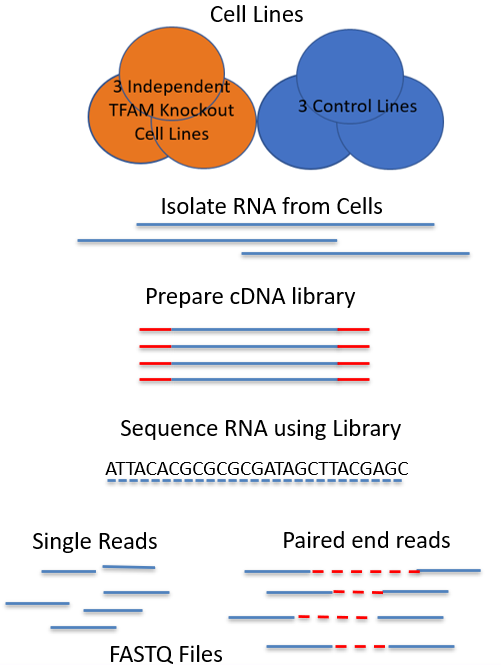 Cell Lines
3 Independent
TFAM Knockout
Cell Lines
3 Control Lines
Isolate RNA from Cells
Prepare cDNA library
Sequence RNA using Library
ATTACACGCGCGCGATAGCTTACGAGC
Single Reads
Paired end reads
FASTQ Files